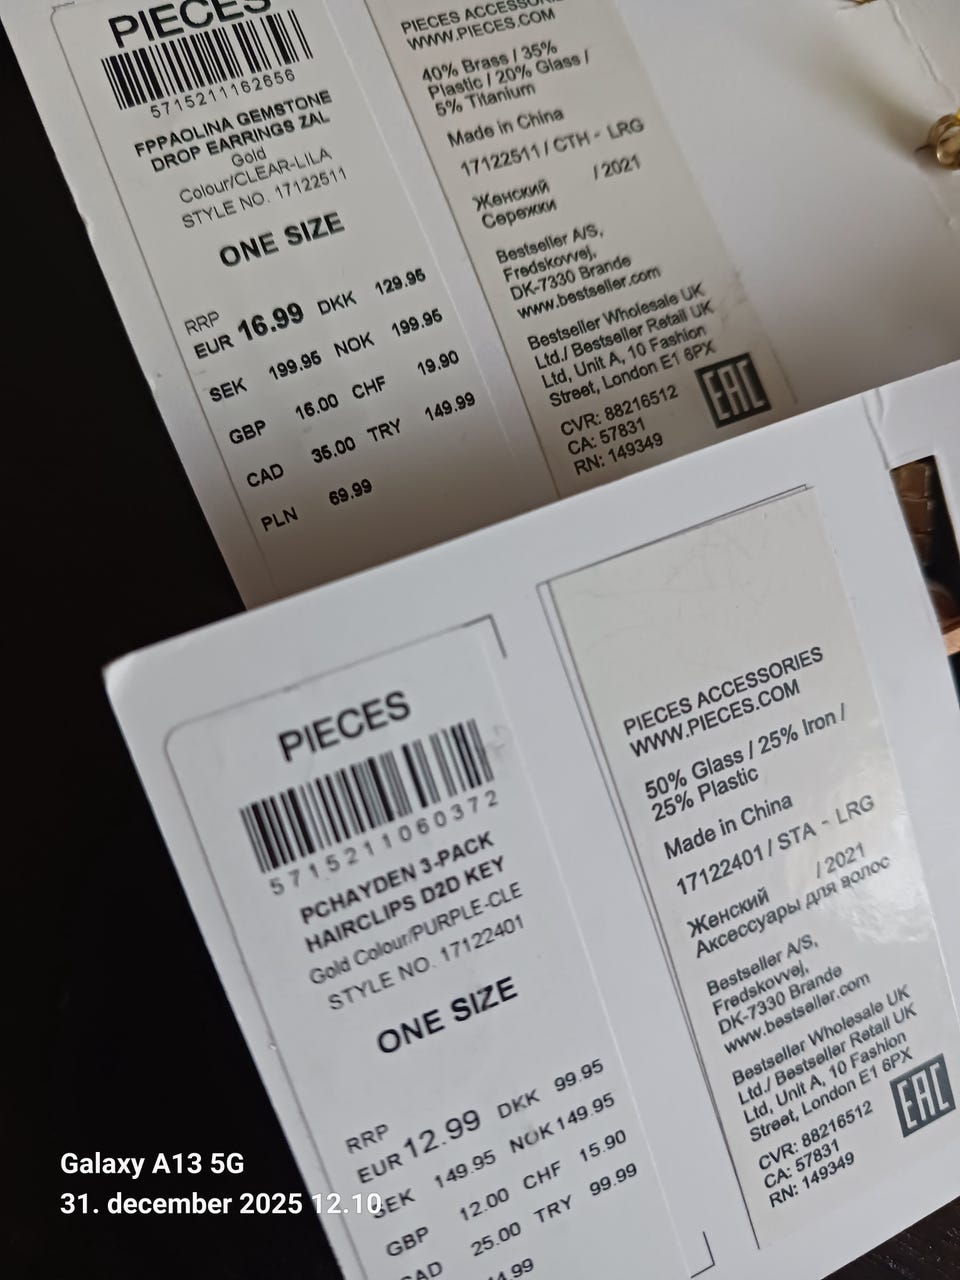 PIECES
5715211162656
FPPAOLINA GEMSTONE
DROP EARRINGS ZAL
Gold
Colour/CLEAR-LILA
STYLE NO. 17122511
ONE SIZE
RRP
EUR 16.99 DKK 129.95
SEK 199.95 NOK 199.95
GBP 16.00 CHF 19.90
CAD 35.00 TRY 149.99
PLN 69.99
PIECES
WWW.PIECES.COM
40% Brass / 35%
Plastic / 20% Glass /
5% Titanium
Made in China
17122511 / CTH - LRG
/ 2021
Женский
Сережки
Bestseller A/S,
Fredskovvej,
DK-7330 Brande
www.bestseller.com
Bestseller Wholesale UK
Ltd./ Bestseller Retail UK
Ltd, Unit A, 10 Fashion
Street, London E1 6PX
CVR: 88216512
CA: 57831
RN: 149349
EAC
PIECES
5715211060372
PCHAYDEN 3-PACK
HAIRCLIPS D2D KEY
Gold Colour/PURPLE-CLE
STYLE NO. 17122401
ONE SIZE
RRP
EUR 12.99 DKK 99.95
SEK 149.95 NOK 149.95
GBP 12.00 CHF 15.90
CAD 25.00 TRY 99.99
PIECES ACCESSORIES
WWW.PIECES.COM
50% Glass / 25% Iron /
25% Plastic
Made in China
17122401 / STA - LRG
/ 2021
Женский
Аксессуары для волос
Bestseller A/S,
Fredskovvej,
DK-7330 Brande
www.bestseller.com
Bestseller Wholesale UK
Ltd./ Bestseller Retail UK
Ltd, Unit A, 10 Fashion
Street, London E1 6PX
CVR: 88216512
CA: 57831
RN: 149349
EAC
Galaxy A13 5G
31. december 2025 12.10